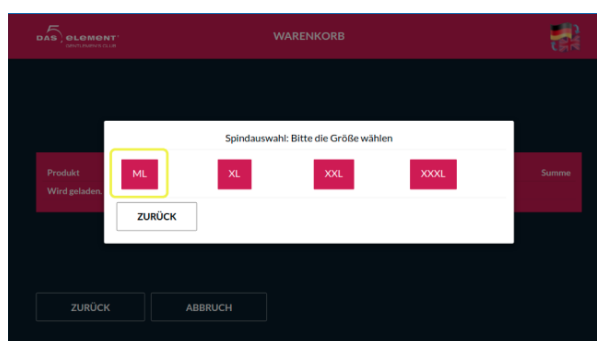 DAS 5 ELEMENT
WARENKORB
Spindauswahl: Bitte die Größe wählen
ML XL XXL XXXL
ZURÜCK
Produkt Summe
Wird geladen.
ZURÜCK ABBRUCH